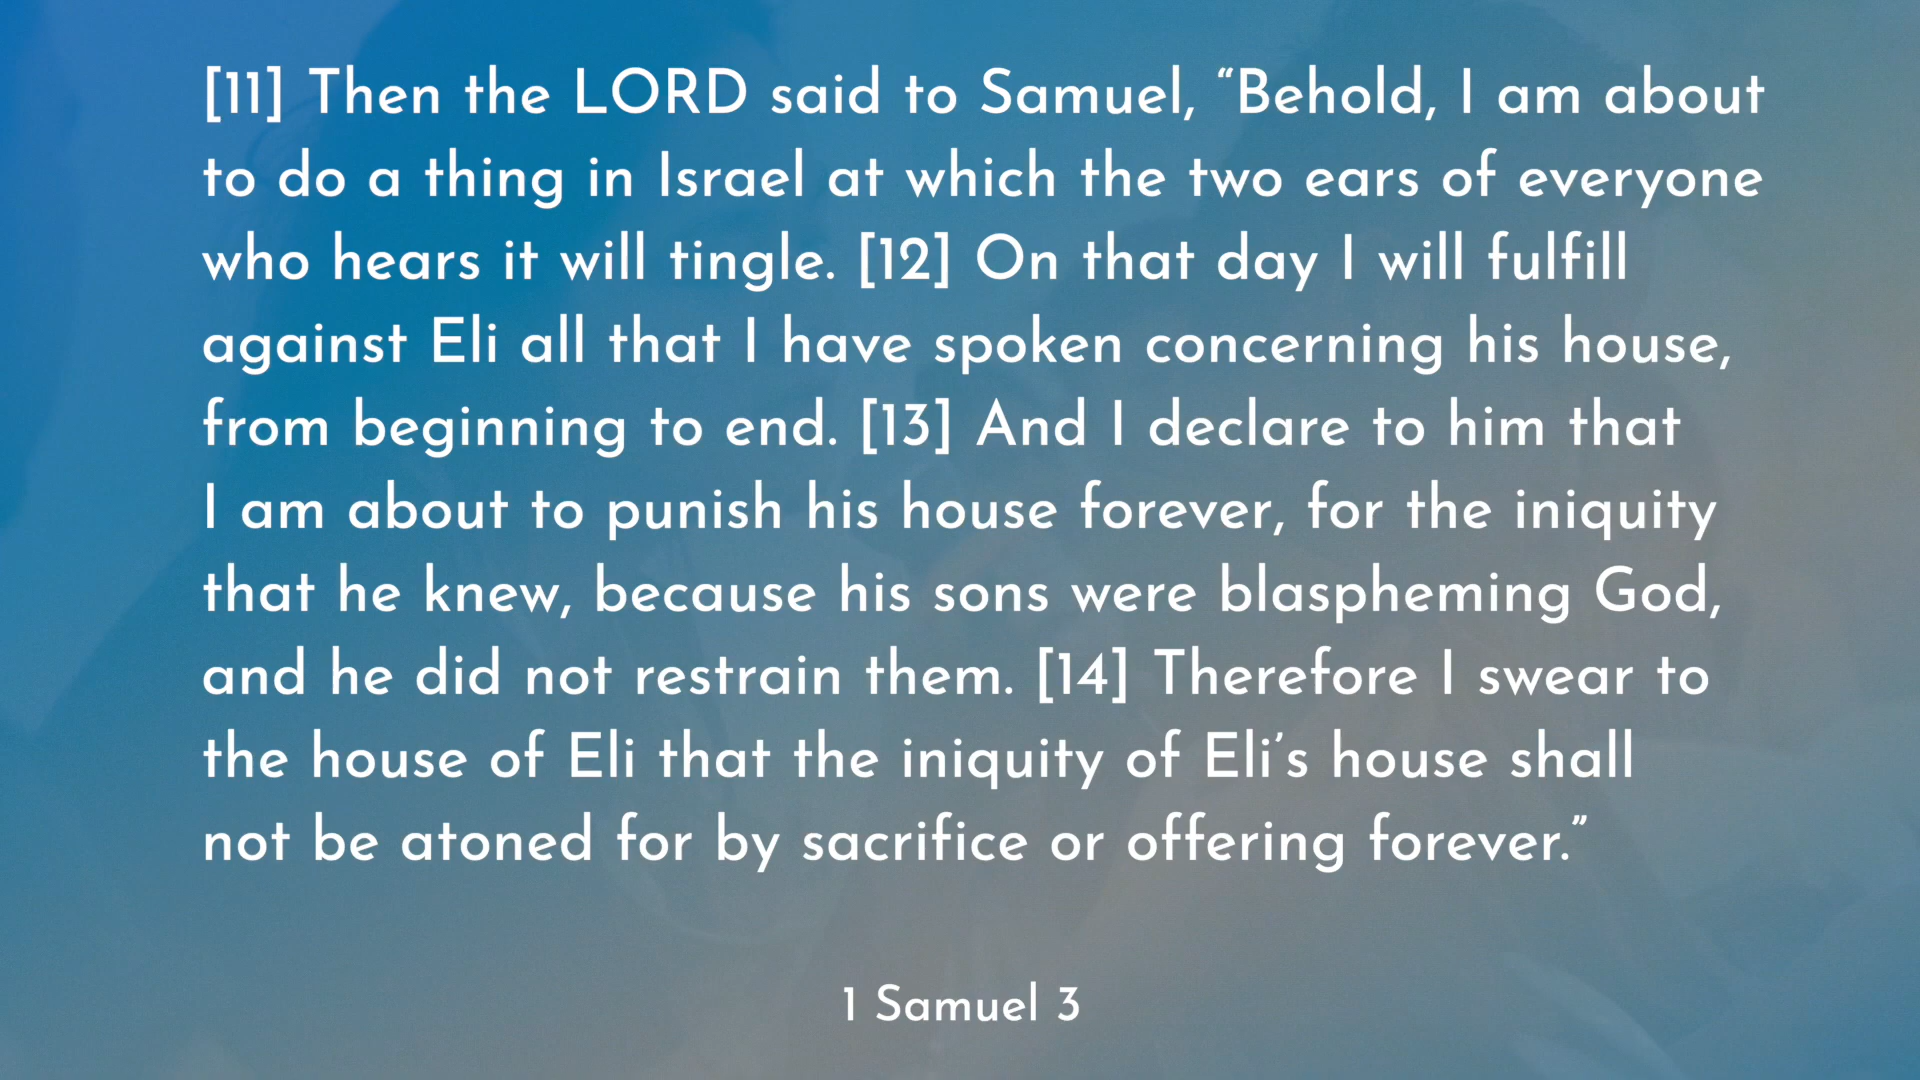 [11] Then the LORD said to Samuel, “Behold, I am about
to do a thing in Israel at which the two ears of everyone
who hears it will tingle. [12] On that day I will fulfill
against Eli all that I have spoken concerning his house,
from beginning to end. [13] And I declare to him that
I am about to punish his house forever, for the iniquity
that he knew, because his sons were blaspheming God,
and he did not restrain them. [14] Therefore I swear to
the house of Eli that the iniquity of Eli’s house shall
not be atoned for by sacrifice or offering forever.”
1 Samuel 3